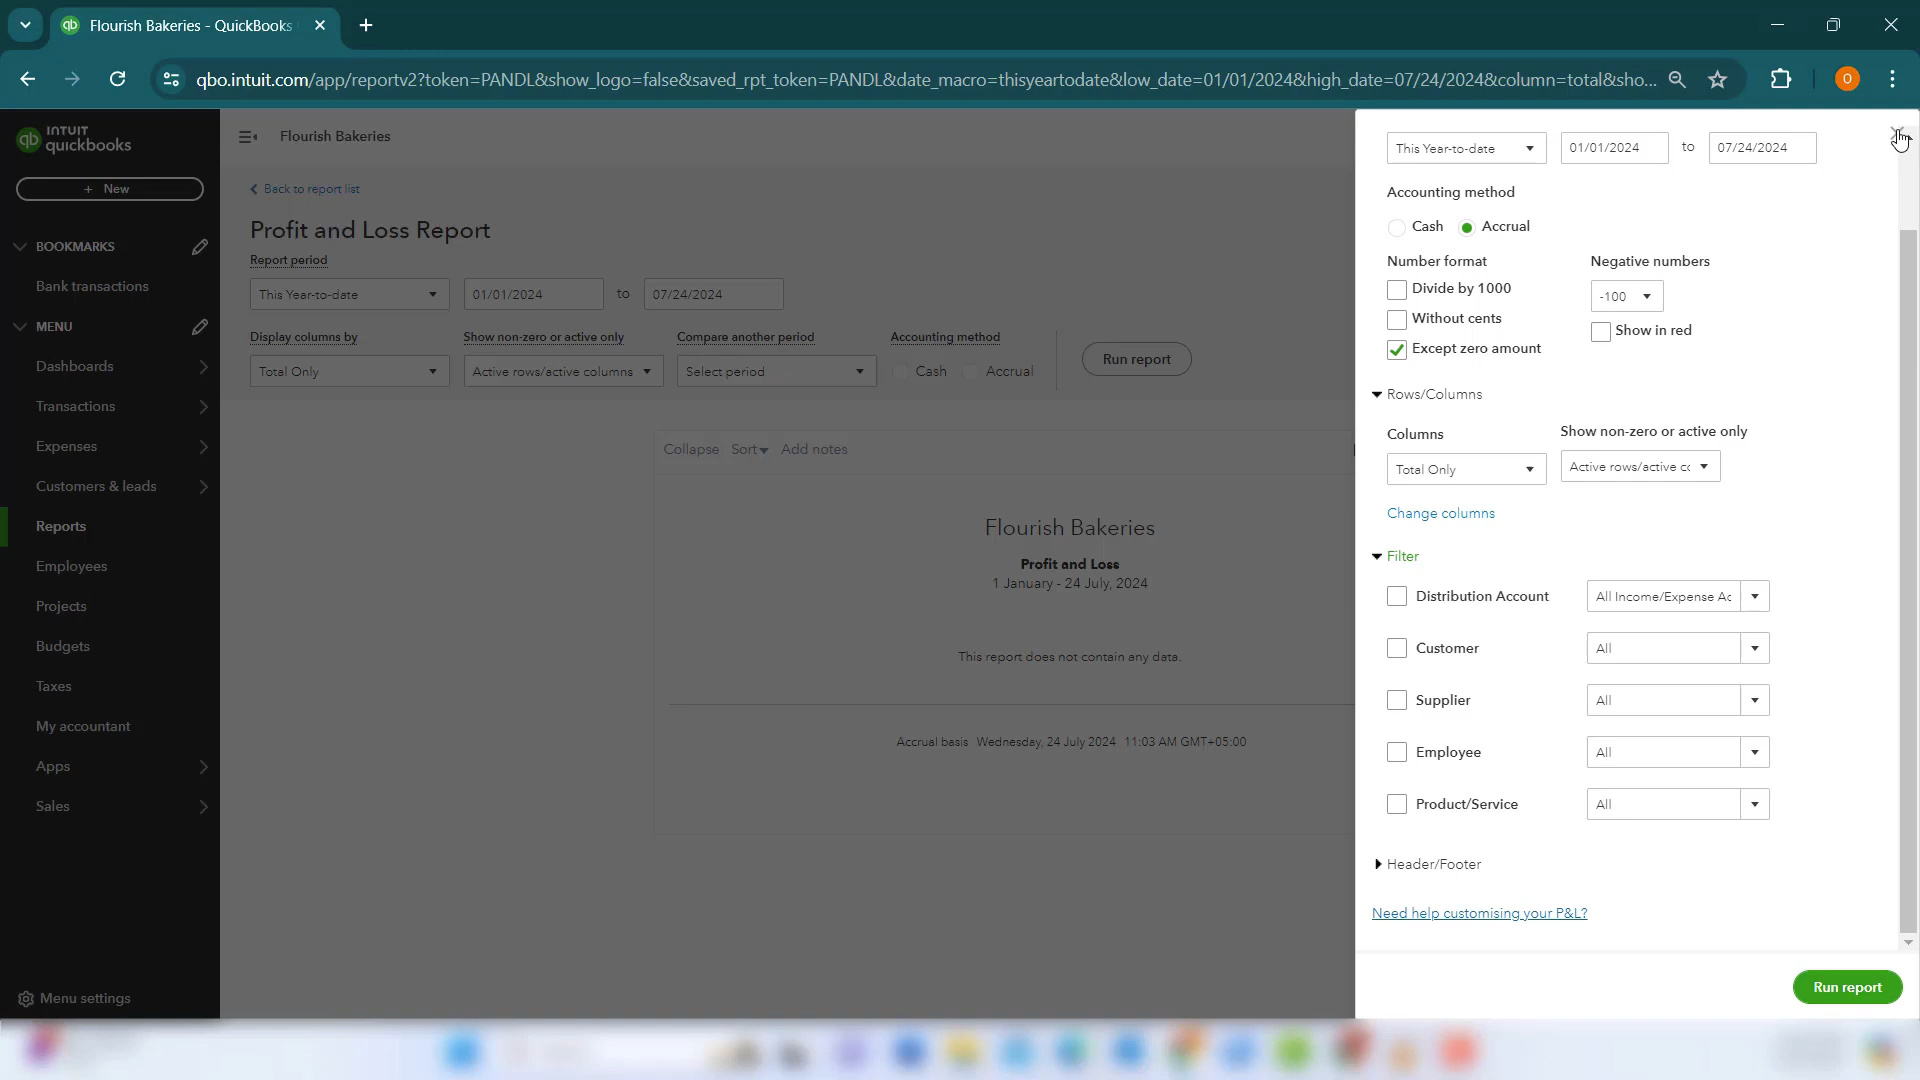 Flourish Bakeries - QuickBooks
qbo.intuit.com/app/reportv2?token=PANDL&show_logo=false&saved_rpt_token=PANDL&date_macro=thisyeartodate&low_date=01/01/2024&high_date=07/24/2024&column=total&sho...
O
qb INTUIT
quickbooks
+ New
BOOKMARKS
Bank transactions
MENU
Dashboards
Transactions
Expenses
Customers & leads
Reports
Employees
Projects
Budgets
Taxes
My accountant
Apps
Sales
Menu settings
Flourish Bakeries
Back to report list
Profit and Loss Report
Report period
This Year-to-date 01/01/2024 to 07/24/2024
Display columns by Show non-zero or active only Compare another period Accounting method
Total Only Active rows/active columns Select period Cash Accrual Run report
Collapse Sort Add notes
Flourish Bakeries
Profit and Loss
1 January - 24 July, 2024
This report does not contain any data.
Accrual basis Wednesday, 24 July 2024 11:03 AM GMT+05:00
This Year-to-date 01/01/2024 to 07/24/2024
Accounting method
Cash Accrual
Number format Negative numbers
Divide by 1000 -100
Without cents Show in red
Except zero amount
Rows/Columns
Columns Show non-zero or active only
Total Only Active rows/active cc
Change columns
Filter
Distribution Account All Income/Expense Ac
Customer All
Supplier All
Employee All
Product/Service All
Header/Footer
Need help customising your P&L?
Run report